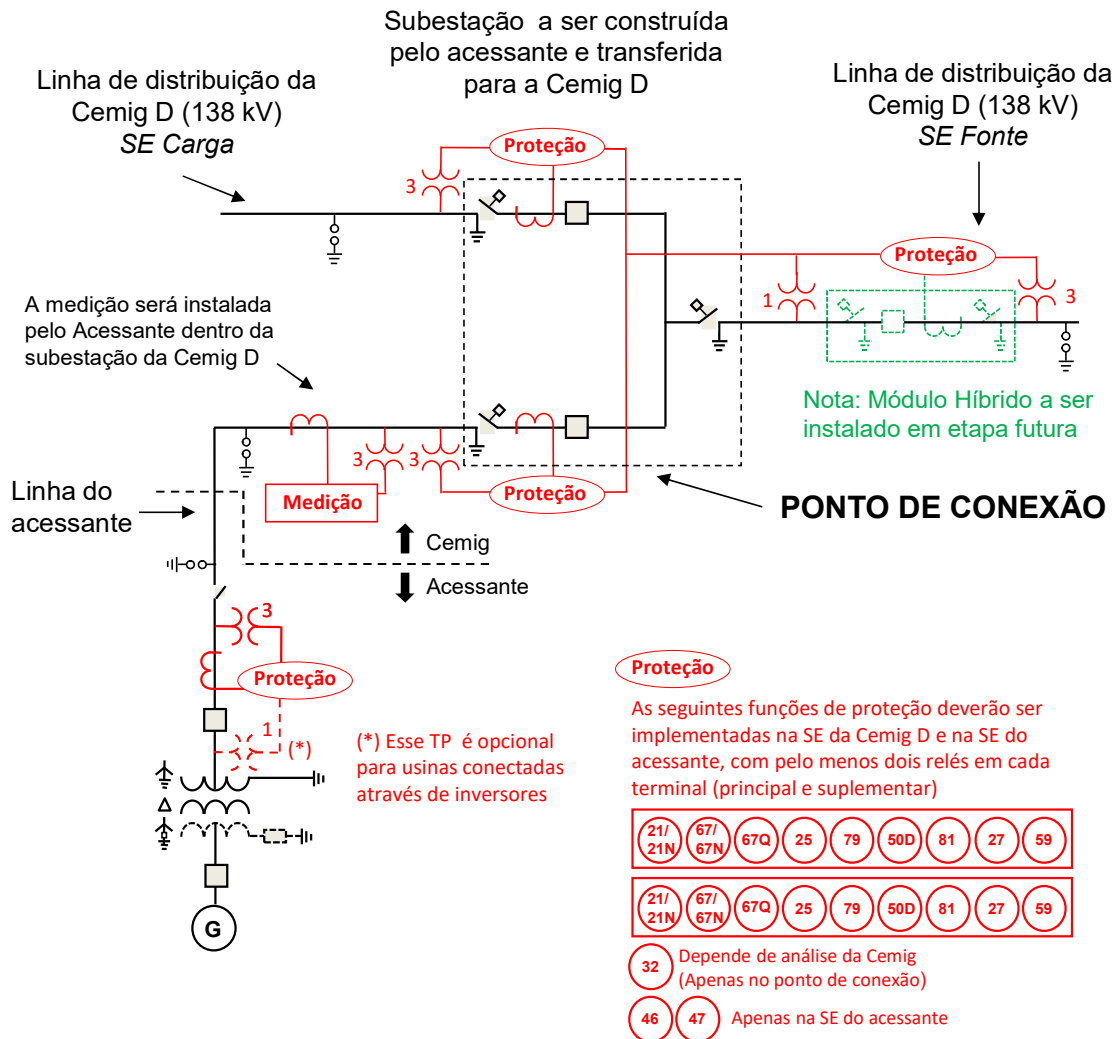 Subestação a ser construída
pelo acessante e transferida
para a Cemig D
Linha de distribuição da
Cemig D (138 kV)
SE Carga
Linha de distribuição da
Cemig D (138 kV)
SE Fonte
Proteção
3
Proteção
1
3
A medição será instalada
pelo Acessante dentro da
subestação da Cemig D
Nota: Módulo Híbrido a ser
instalado em etapa futura
3
3
Medição
Proteção
PONTO DE CONEXÃO
Linha do
acessante
Cemig
Acessante
3
Proteção
1
(*)
(*) Esse TP é opcional
para usinas conectadas
através de inversores
G
Proteção
As seguintes funções de proteção deverão ser
implementadas na SE da Cemig D e na SE do
acessante, com pelo menos dois relés em cada
terminal (principal e suplementar)
21/21N 67/67N 67Q 25 79 50D 81 27 59
21/21N 67/67N 67Q 25 79 50D 81 27 59
32 Depende de análise da Cemig
(Apenas no ponto de conexão)
46 47 Apenas na SE do acessante